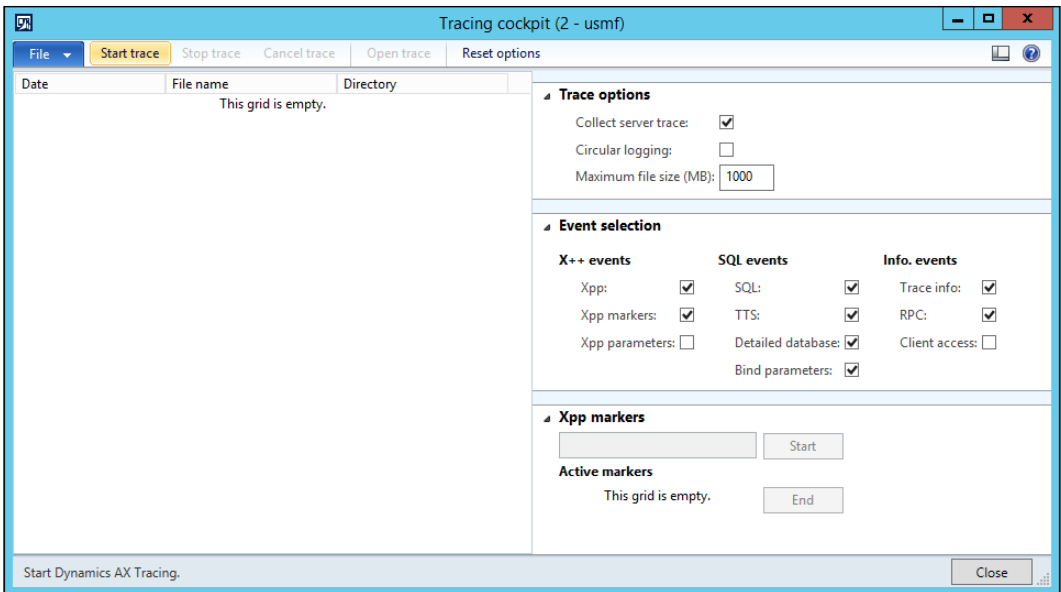 Tracing cockpit (2 - usmf)
File Start trace Stop trace Cancel trace Open trace Reset options
Date File name Directory
This grid is empty.
Trace options
Collect server trace:
Circular logging:
Maximum file size (MB): 1000
Event selection
X++ events SQL events Info. events
Xpp: SQL: Trace info:
Xpp markers: TTS: RPC:
Xpp parameters: Detailed database: Client access:
Bind parameters:
Xpp markers
Start
Active markers
This grid is empty. End
Start Dynamics AX Tracing. Close